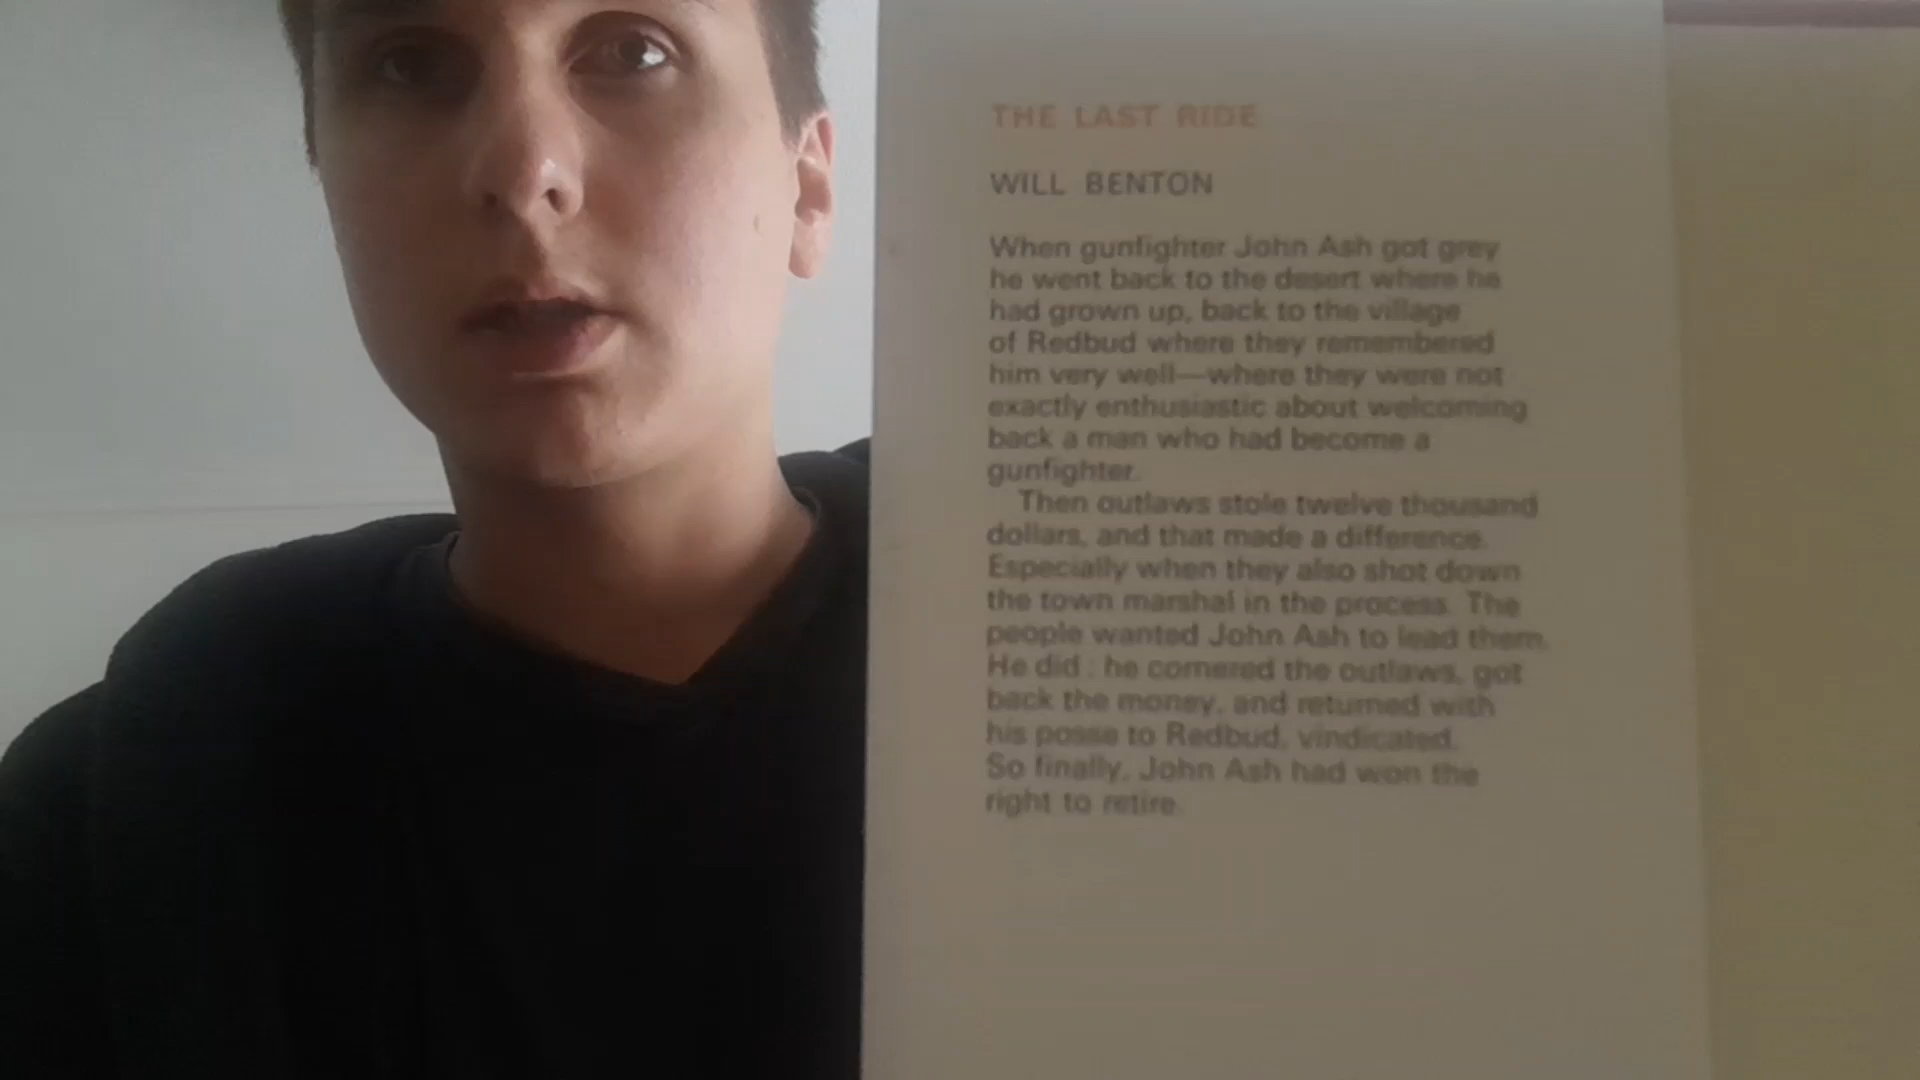 THE LAST RIDE
WILL BENTON
When gunfighter John Ash got grey
he went back to the desert where he
had grown up, back to the village
of Redbud where they remembered
him very well—where they were not
exactly enthusiastic about welcoming
back a man who had become a
gunfighter.
Then outlaws stole twelve thousand
dollars, and that made a difference.
Especially when they also shot down
the town marshal in the process. The
people wanted John Ash to lead them.
He did : he cornered the outlaws, got
back the money, and returned with
his posse to Redbud, vindicated.
So finally, John Ash had won the
right to retire.